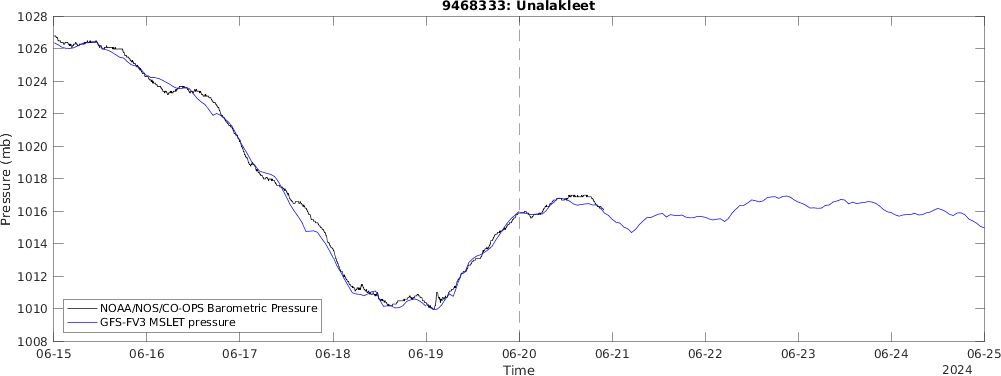 9468333: Unalakleet
1028
1026
1024
1022
1020
1018
1016
1014
1012
1010
1008
Pressure (mb)
NOAA/NOS/CO-OPS Barometric Pressure
GFS-FV3 MSLET pressure
06-15 06-16 06-17 06-18 06-19 06-20 06-21 06-22 06-23 06-24 06-25
Time
2024